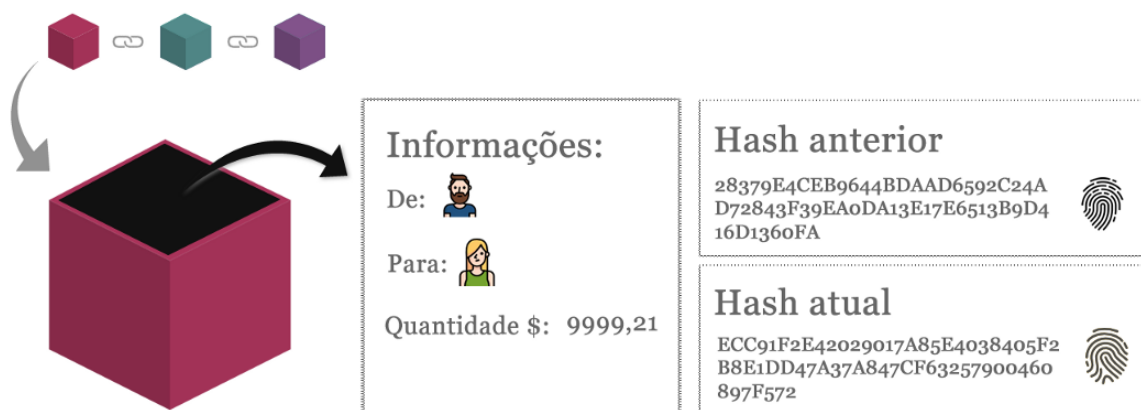 Informações:
De:
Para:
Quantidade $: 9999,21
Hash anterior
28379E4CEB9644BDAAD6592C24A
D72843F39EA0DA13E17E6513B9D4
16D1360FA
Hash atual
ECC91F2E42029017A85E4038405F2
B8E1DD47A37A847CF63257900460
897F572